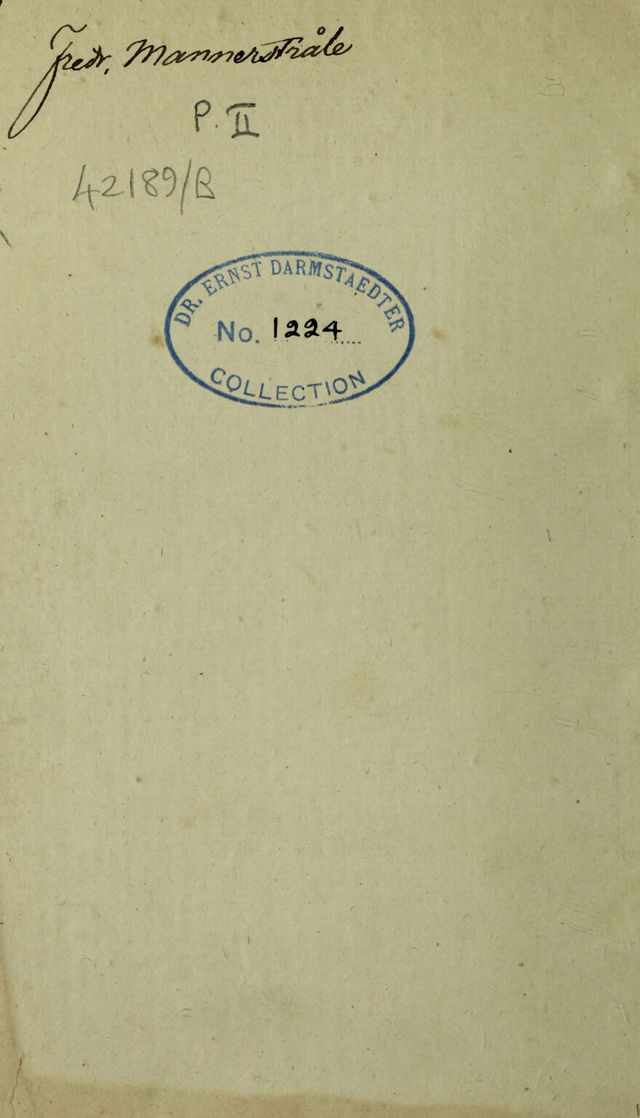 Fredr. Mannerstråle
P. II
42189/B
DR. ERNST DARMSTAEDTER
No. 1224
COLLECTION